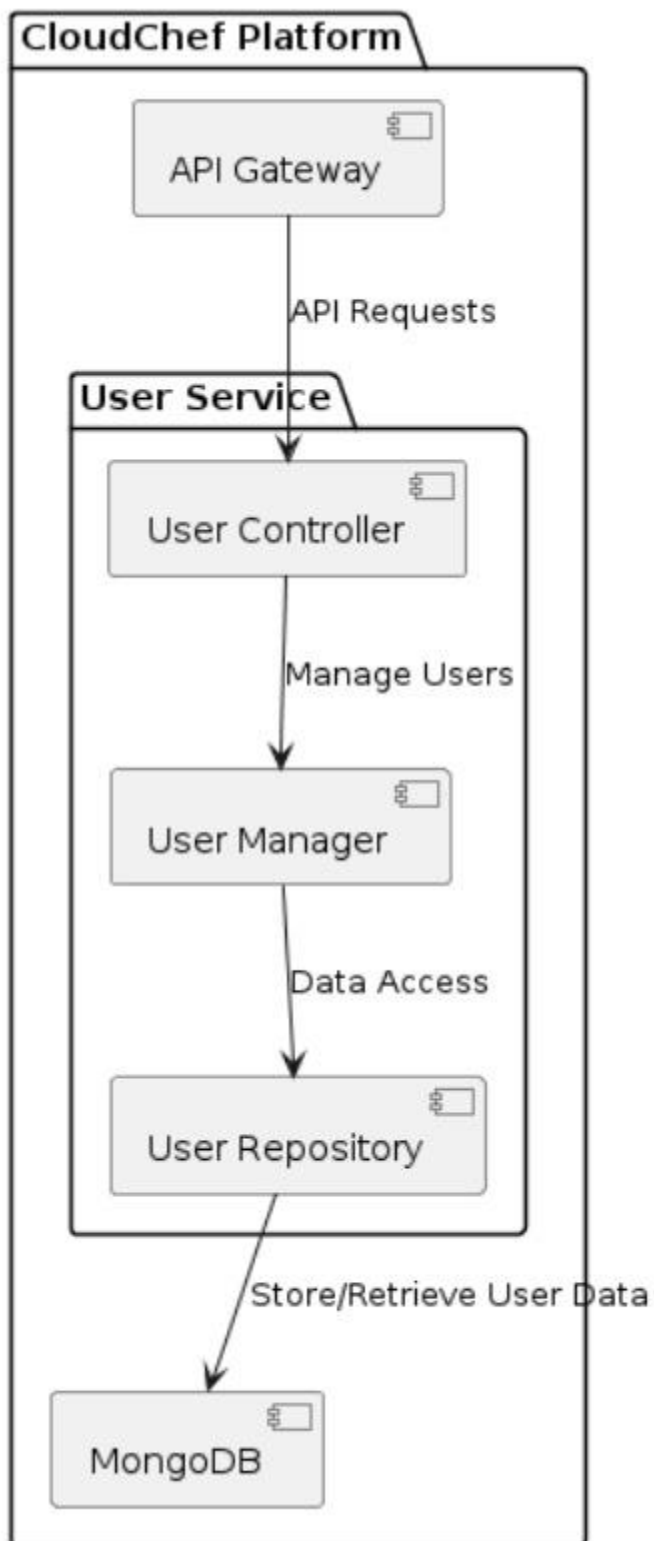 CloudChef Platform
API Gateway
API Requests
User Service
User Controller
Manage Users
User Manager
Data Access
User Repository
Store/Retrieve User Data
MongoDB